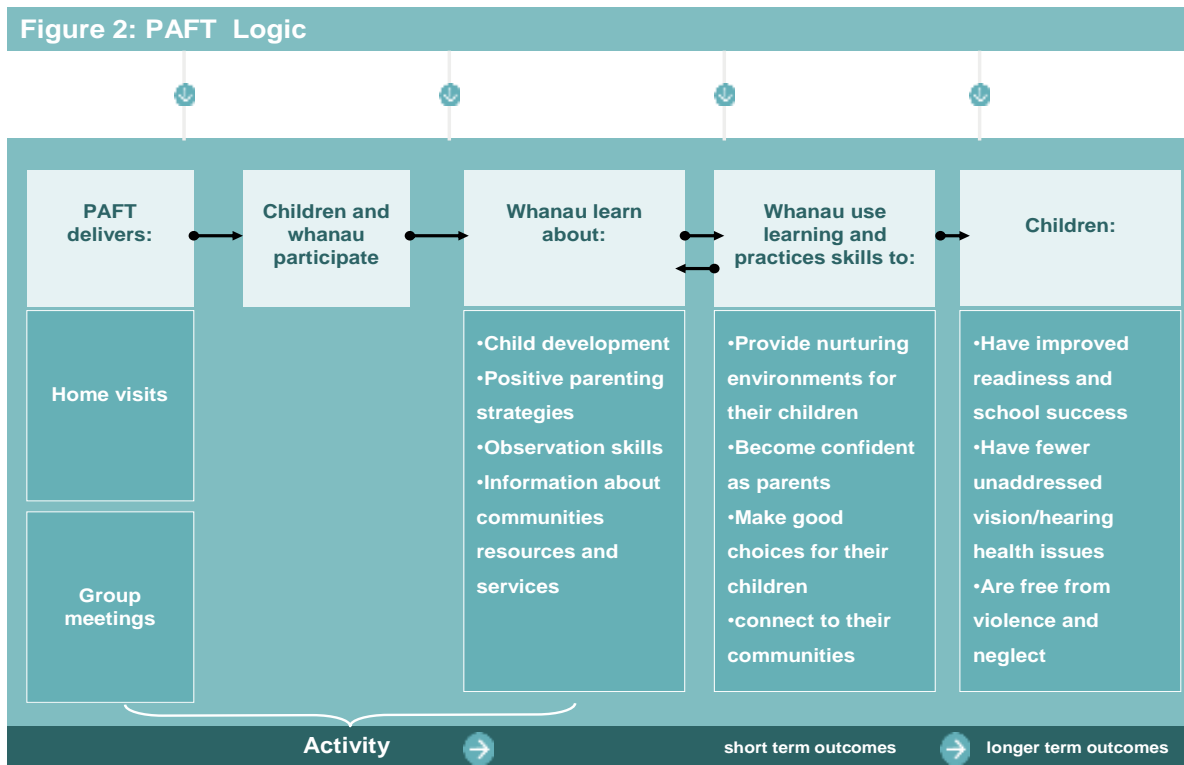 Figure 2: PAFT  Logic
PAFT
delivers:
Children and
whanau
participate
Whanau learn
about:
Whanau use
learning and
practices skills to:
Children:
Home visits
Group
meetings
•Child development
•Positive parenting
strategies
•Observation skills
•Information about
communities
resources and
services
•Provide nurturing
environments for
their children
•Become confident
as parents
•Make good
choices for their
children
•connect to their
communities
•Have improved
readiness and
school success
•Have fewer
unaddressed
vision/hearing
health issues
•Are free from
violence and
neglect
Activity
short term outcomes
longer term outcomes